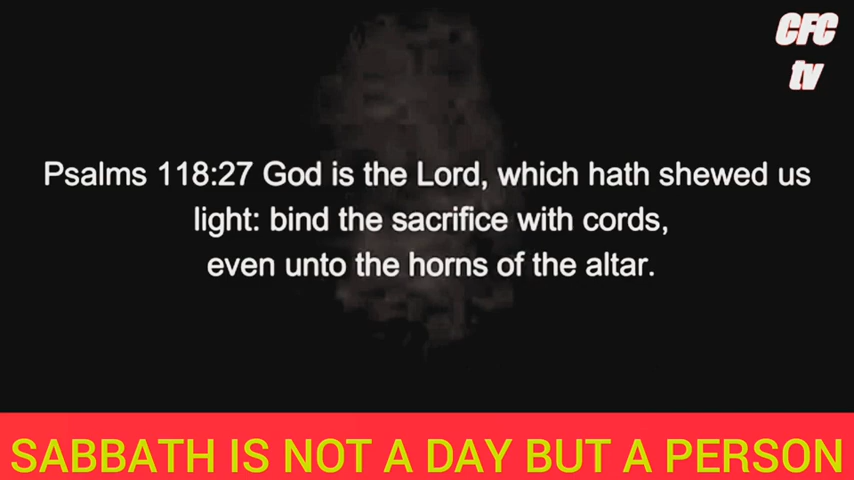 CFC
tv
Psalms 118:27 God is the Lord, which hath shewed us
light: bind the sacrifice with cords,
even unto the horns of the altar.
SABBATH IS NOT A DAY BUT A PERSON